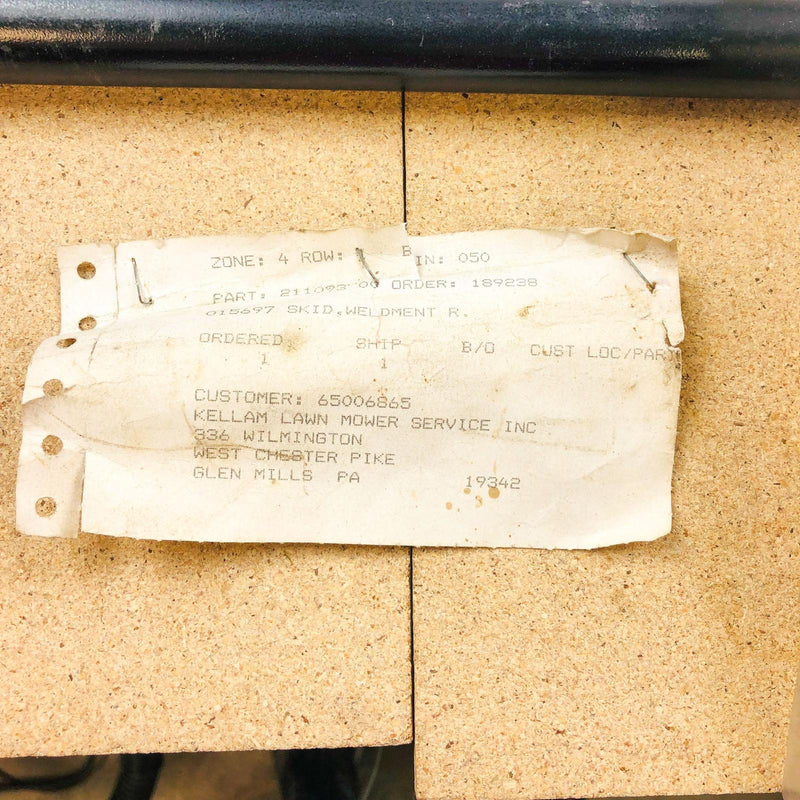 ZONE: 4 ROW: BIN: 050
PART: 211093-00 ORDER: 189238
015697 SKID,WELDMENT R.
ORDERED SHIP B/O CUST LOC/PART
1 1
CUSTOMER: 65006865
KELLAM LAWN MOWER SERVICE INC
336 WILMINGTON
WEST CHESTER PIKE
GLEN MILLS PA 19342